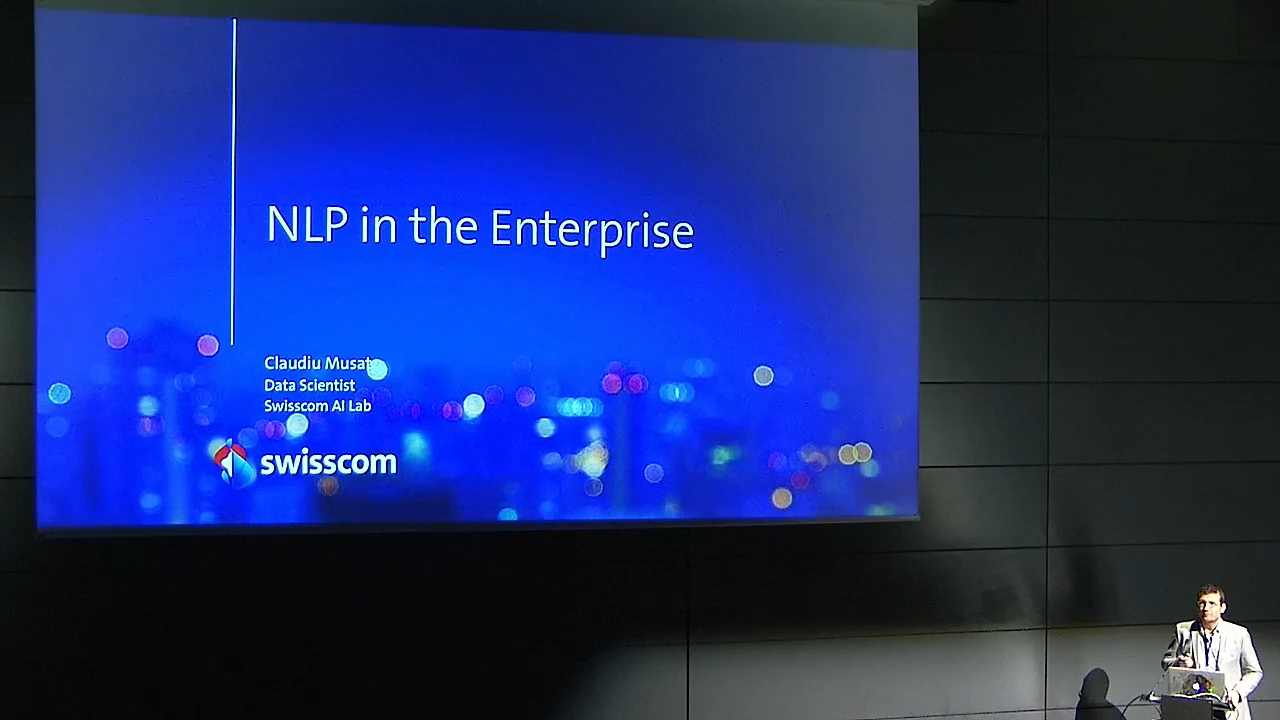 NLP in the Enterprise
Claudiu Musat
Data Scientist
Swisscom AI Lab
swisscom